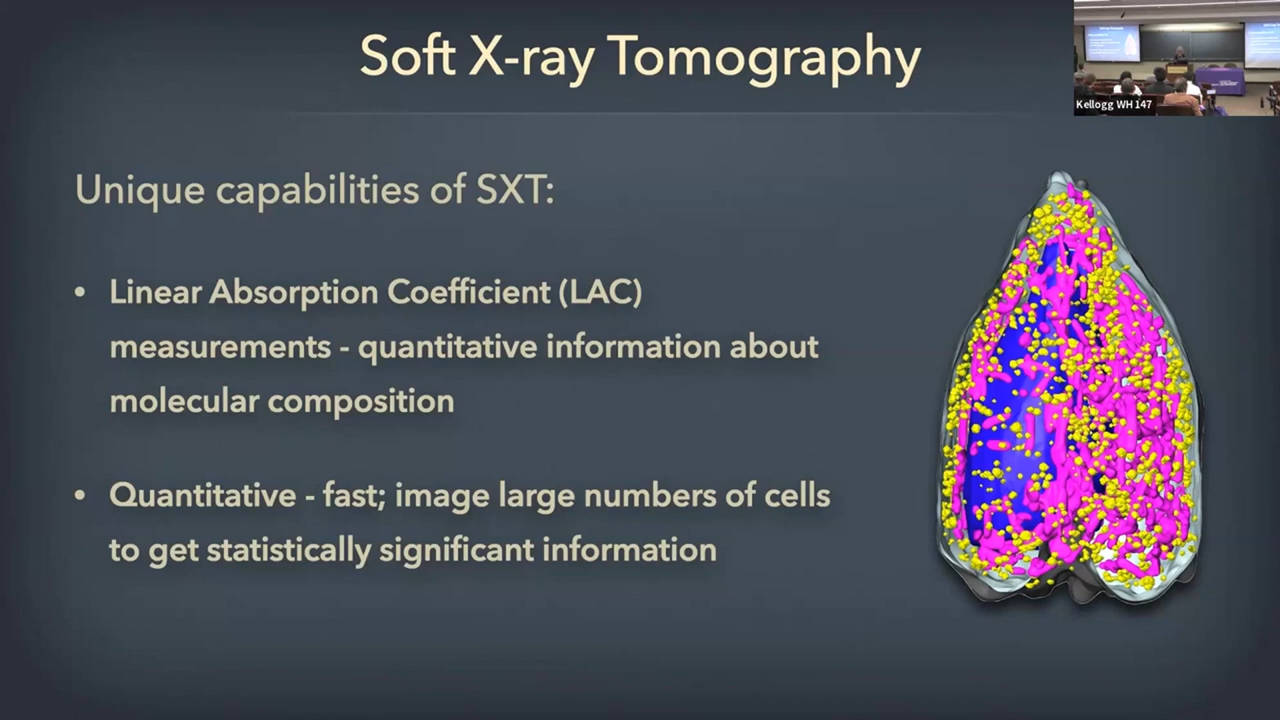 Soft X-ray Tomography
Kellogg WH 147
Unique capabilities of SXT:
• Linear Absorption Coefficient (LAC)
measurements - quantitative information about
molecular composition
• Quantitative - fast; image large numbers of cells
to get statistically significant information